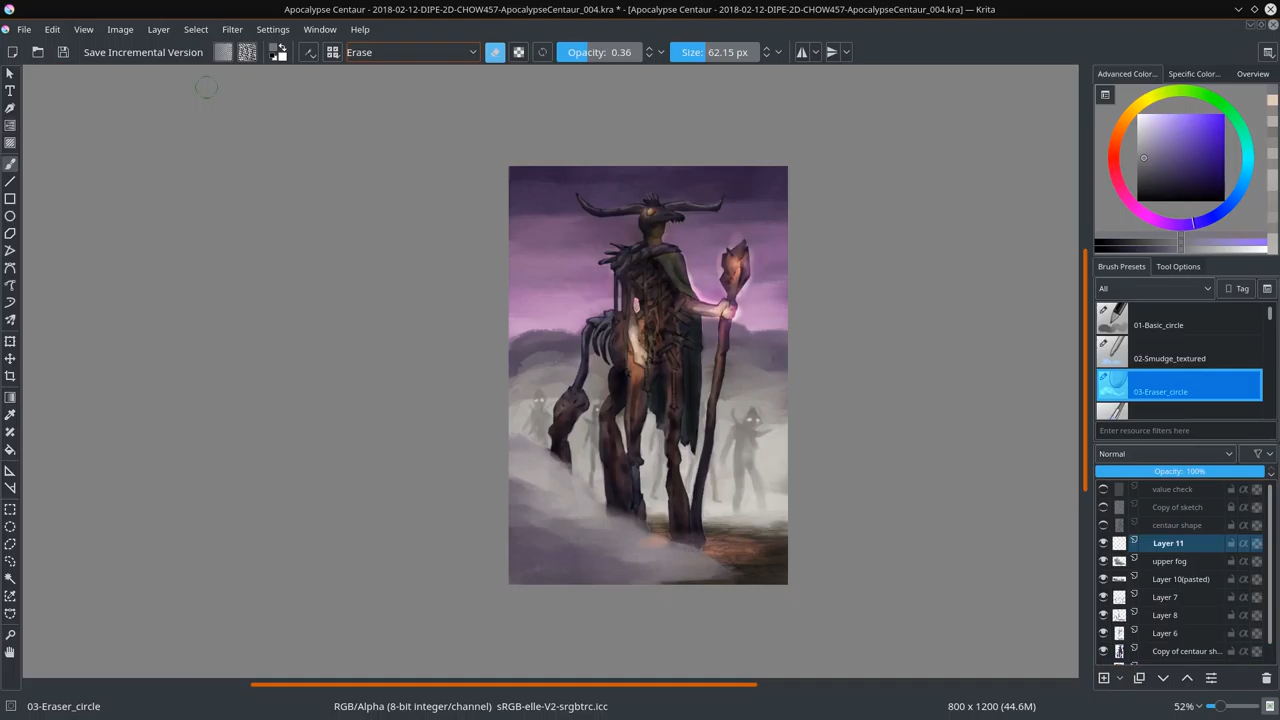 Apocalypse Centaur - 2018-02-12-DIPE-2D-CHOW457-ApocalypseCentaur_004.kra * - [Apocalypse Centaur - 2018-02-12-DIPE-2D-CHOW457-ApocalypseCentaur_004.kra] — Krita
File Edit View Image Layer Select Filter Settings Window Help
Save Incremental Version Erase Opacity: 0.36 Size: 62.15 px
Advanced Color... Specific Color... Overview
Brush Presets Tool Options
All Tag
01-Basic_circle
02-Smudge_textured
03-Eraser_circle
Enter resource filters here
Normal
Opacity: 100%
value check
Copy of sketch
centaur shape
Layer 11
upper fog
Layer 10(pasted)
Layer 7
Layer 8
Layer 6
Copy of centaur sh...
03-Eraser_circle RGB/Alpha (8-bit integer/channel) sRGB-elle-V2-srgbtrc.icc 800 x 1200 (44.6M) 52%